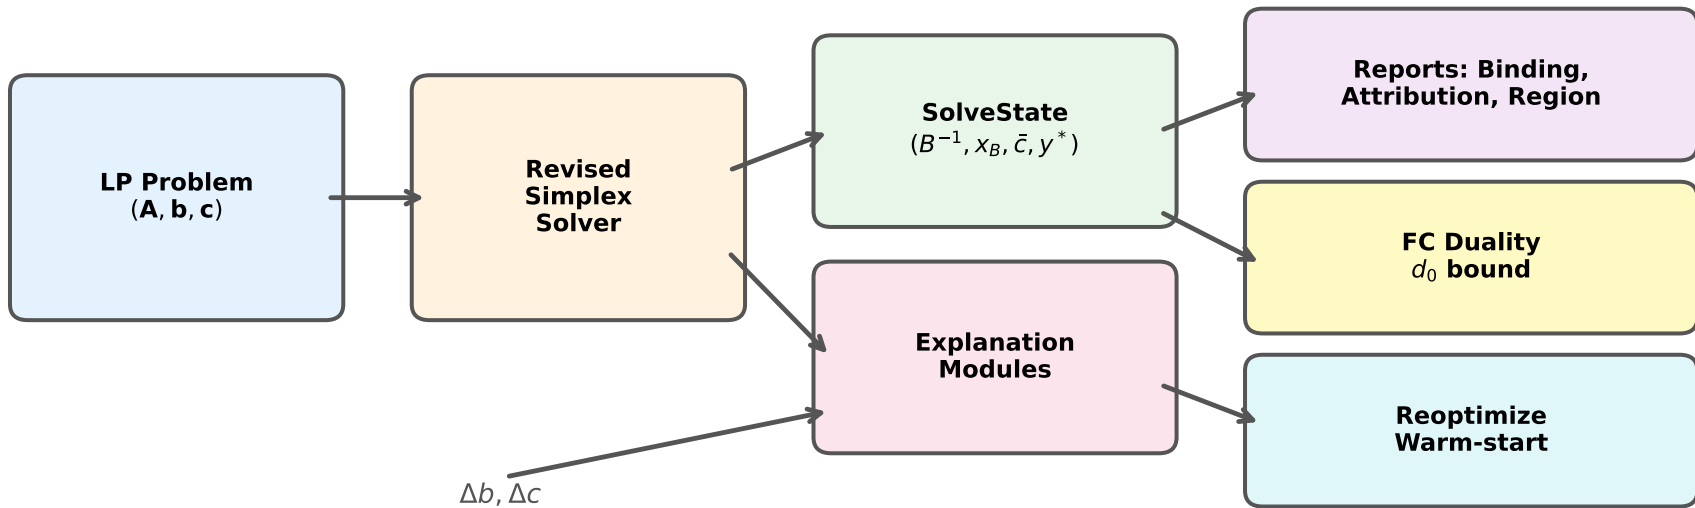 LP Problem
(A, b, c)
Revised
Simplex
Solver
SolveState
(B⁻¹, x_B, c̄, y*)
Explanation
Modules
Δb, Δc
Reports: Binding,
Attribution, Region
FC Duality
d₀ bound
Reoptimize
Warm-start